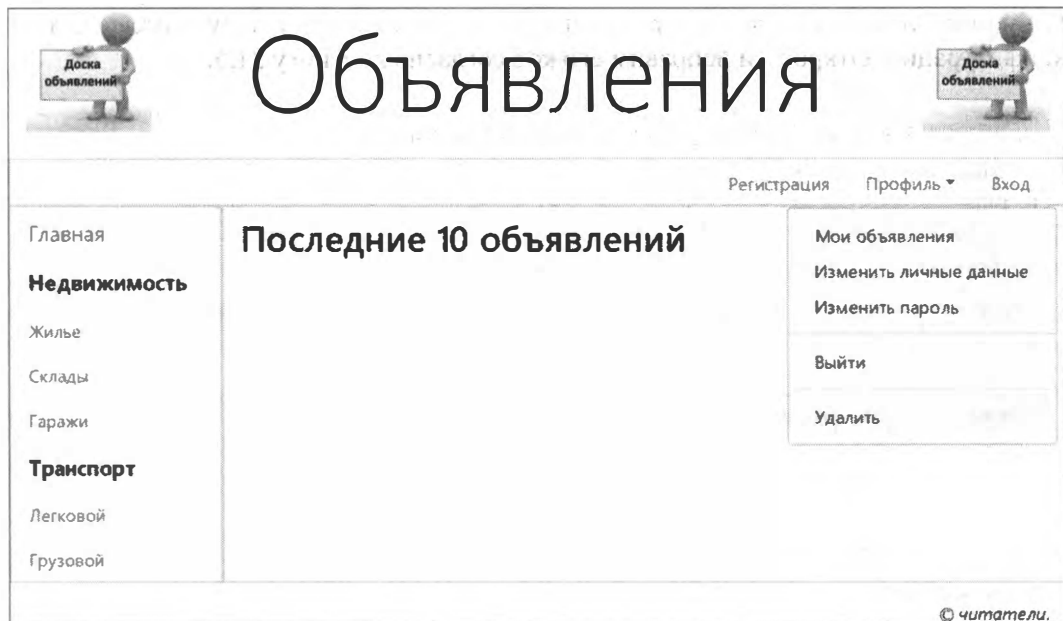 Доска
объявлений
Объявления
Доска
объявлений
Регистрация Профиль Вход
Главная
Недвижимость
Жилье
Склады
Гаражи
Транспорт
Легковой
Грузовой
Последние 10 объявлений
Мои объявления
Изменить личные данные
Изменить пароль
Выйти
Удалить
© читатели.